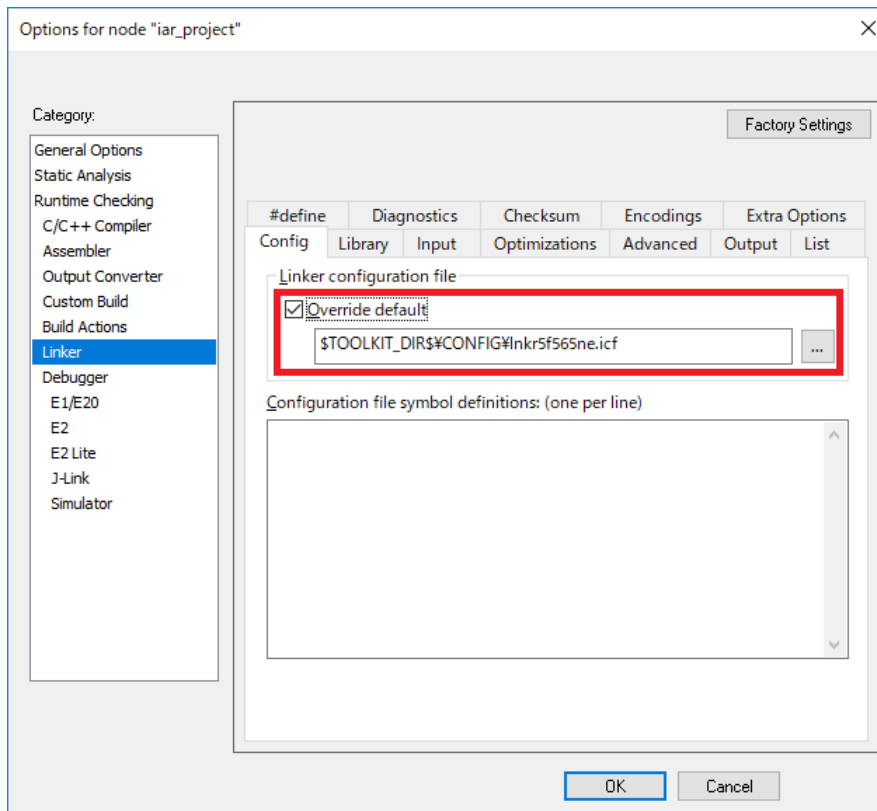 Options for node "iar_project"
Category:
Factory Settings
General Options
Static Analysis
Runtime Checking
C/C++ Compiler
Assembler
Output Converter
Custom Build
Build Actions
Linker
Debugger
E1/E20
E2
E2 Lite
J-Link
Simulator
#define Diagnostics Checksum Encodings Extra Options
Config Library Input Optimizations Advanced Output List
Linker configuration file
Override default
$TOOLKIT_DIR$¥CONFIG¥lnkr5f565ne.icf
...
Configuration file symbol definitions: (one per line)
OK Cancel